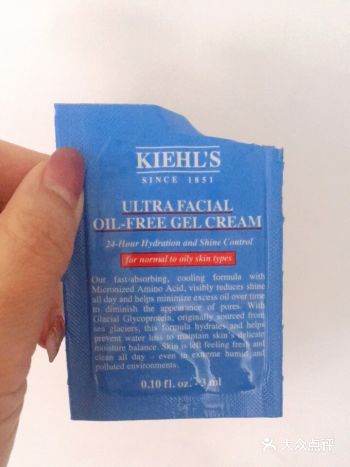 KIEHL'S
SINCE 1851
ULTRA FACIAL
OIL-FREE GEL CREAM
24-Hour Hydration and Shine Control
for normal to oily skin types
Our fast-absorbing, cooling formula with
Micronized Amino Acid, visibly reduces shine
all day and helps minimize excess oil over time
to diminish the appearance of pores. With
Glacial Glycoprotein, originally sourced from
sea glaciers, this formula hydrates and helps
prevent water loss to maintain skin's delicate
moisture balance. Skin is left feeling fresh and
clean all day – even in extreme humid and
polluted environments.
0.10 fl. oz. - 3 ml
大众点评